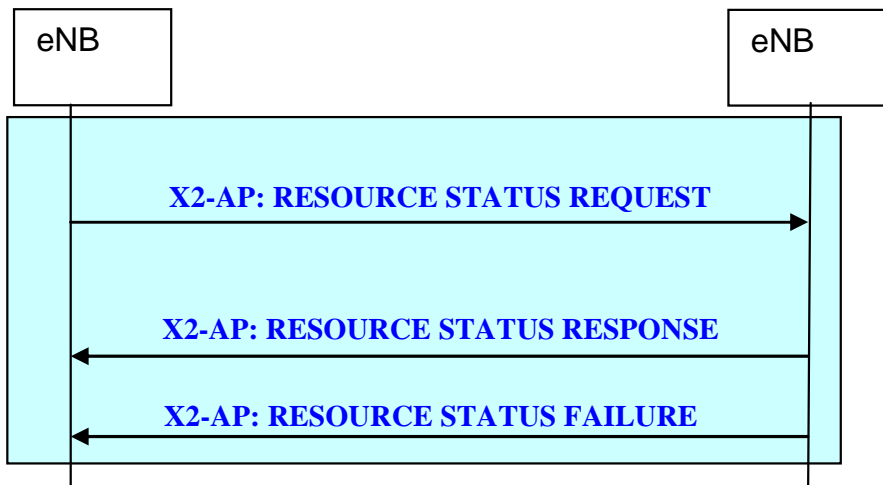 eNB
eNB
X2-AP: RESOURCE STATUS REQUEST
X2-AP: RESOURCE STATUS RESPONSE
X2-AP: RESOURCE STATUS FAILURE